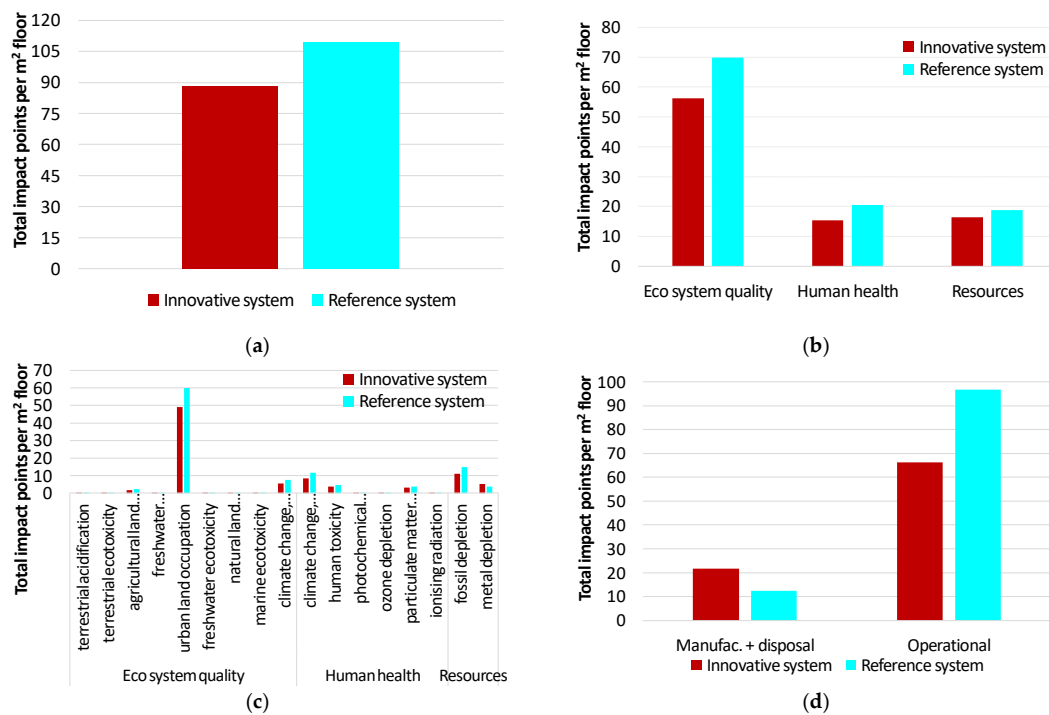 Total impact points per m² floor
120
105
90
75
60
45
30
15
0
Innovative system Reference system
(a)
Total impact points per m² floor
80
70
60
50
40
30
20
10
0
Innovative system
Reference system
Eco system quality Human health Resources
(b)
Total impact points per m² floor
70
60
50
40
30
20
10
0
Innovative system
Reference system
terrestrial acidification
terrestrial ecotoxicity
agricultural land…
freshwater…
urban land occupation
freshwater ecotoxicity
natural land…
marine ecotoxicity
climate change,…
climate change,…
human toxicity
photochemical…
ozone depletion
particulate matter…
ionising radiation
fossil depletion
metal depletion
Eco system quality Human health Resources
(c)
Total impact points per m² floor
100
90
80
70
60
50
40
30
20
10
0
Manufac. + disposal Operational
Innovative system Reference system
(d)